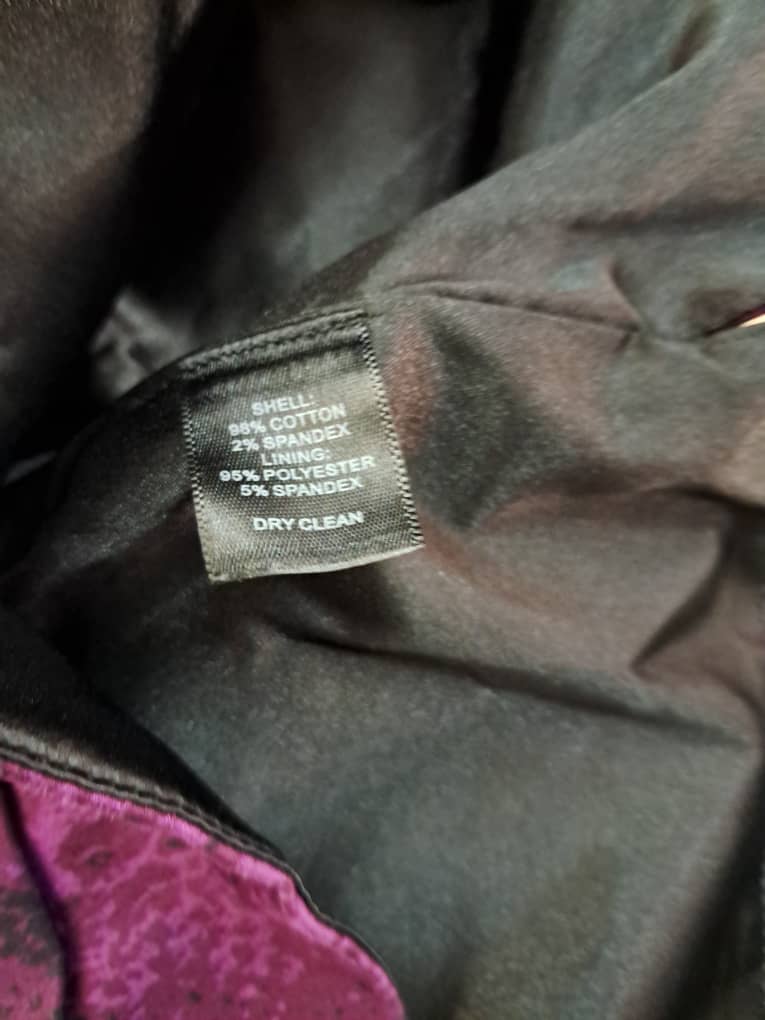 SHELL:
98% COTTON
2% SPANDEX
LINING:
95% POLYESTER
5% SPANDEX
DRY CLEAN